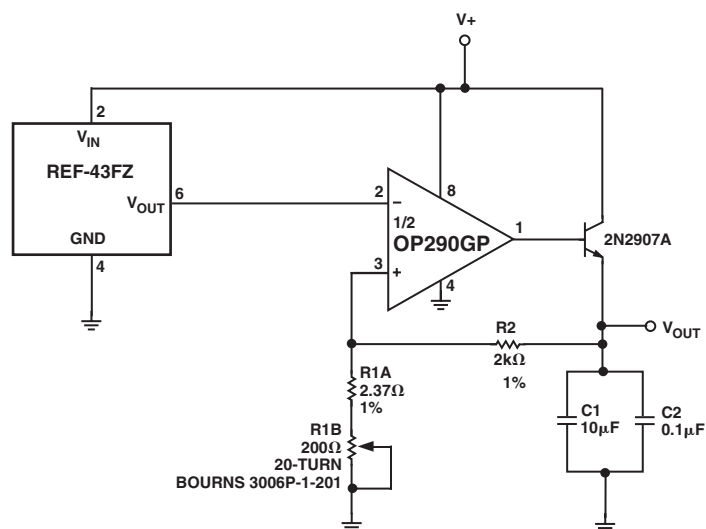 V+
2
VIN
REF-43FZ
VOUT
6
GND
4
2
−
8
1/2
OP290GP
1
2N2907A
3
+
4
R2
2kΩ
1%
VOUT
R1A
2.37Ω
1%
R1B
200Ω
20-TURN
BOURNS 3006P-1-201
C1
10μF
C2
0.1μF